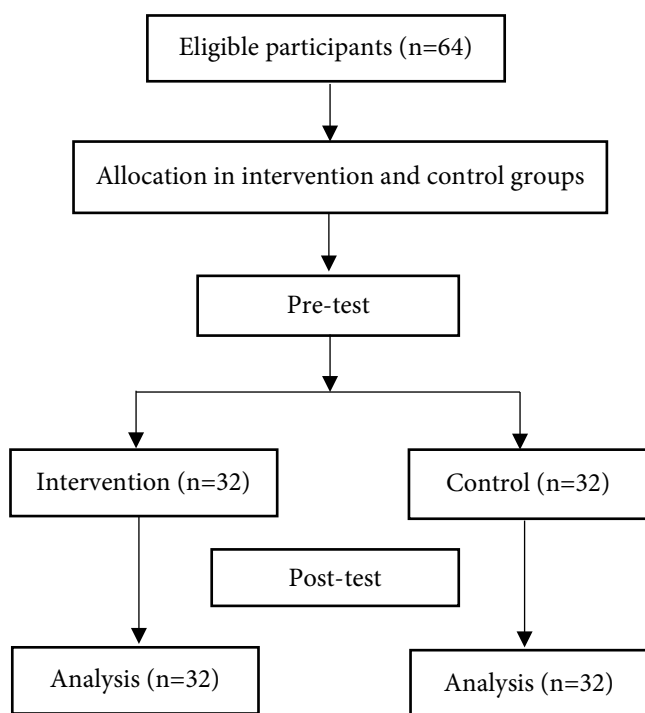 Eligible participants (n=64)
Allocation in intervention and control groups
Pre-test
Intervention (n=32)
Control (n=32)
Post-test
Analysis (n=32)
Analysis (n=32)